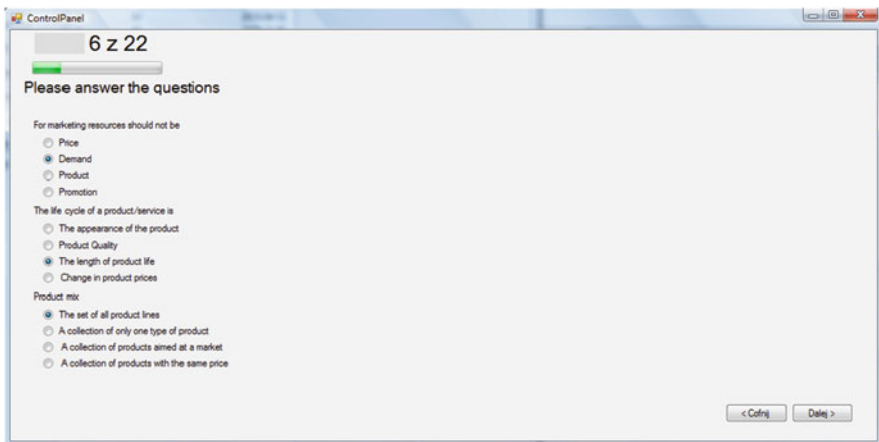 ControlPanel
6 z 22
Please answer the questions
For marketing resources should not be
Price
Demand
Product
Promotion
The life cycle of a product/service is
The appearance of the product
Product Quality
The length of product life
Change in product prices
Product mix
The set of all product lines
A collection of only one type of product
A collection of products aimed at a market
A collection of products with the same price
< Cofnij Dalej >